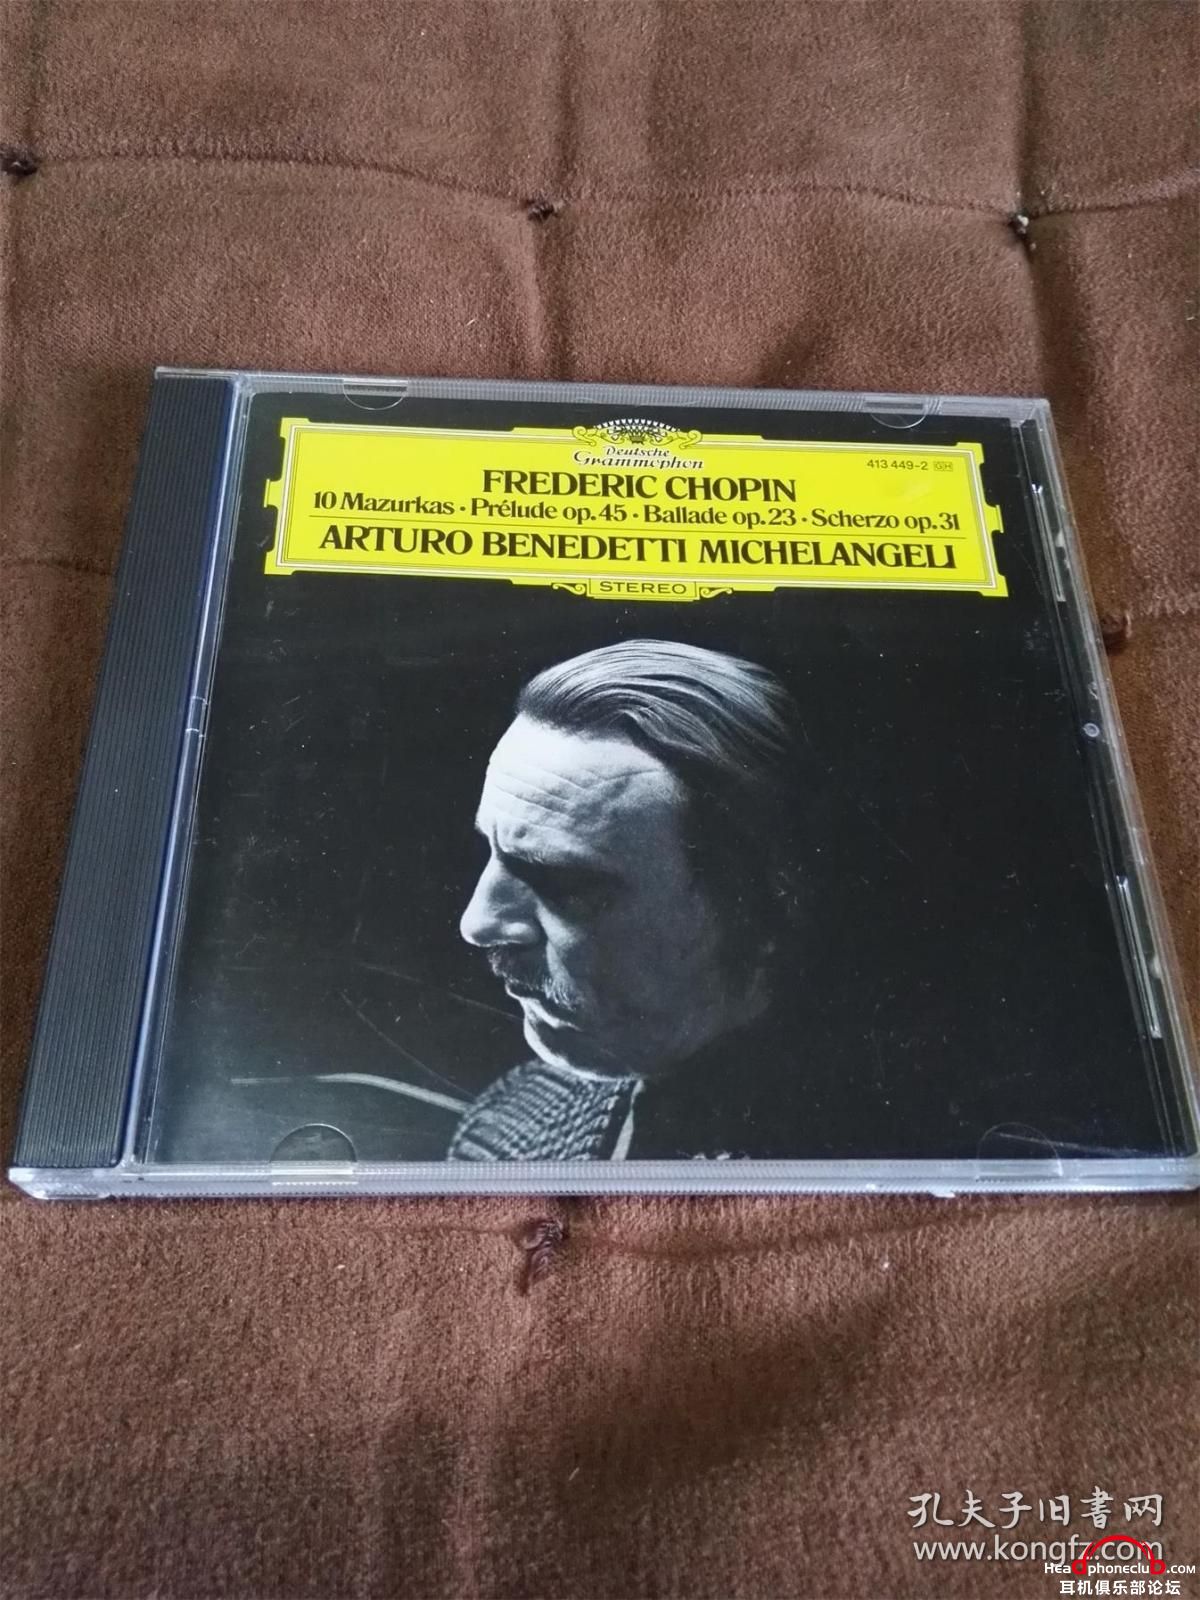 Deutsche
Grammophon
413 449-2 GH
FREDERIC CHOPIN
10 Mazurkas · Prélude op. 45 · Ballade op. 23 · Scherzo op. 31
ARTURO BENEDETTI MICHELANGELI
STEREO
孔夫子旧书网
www.kongfz.com
Headphoneclub.com
耳机俱乐部论坛